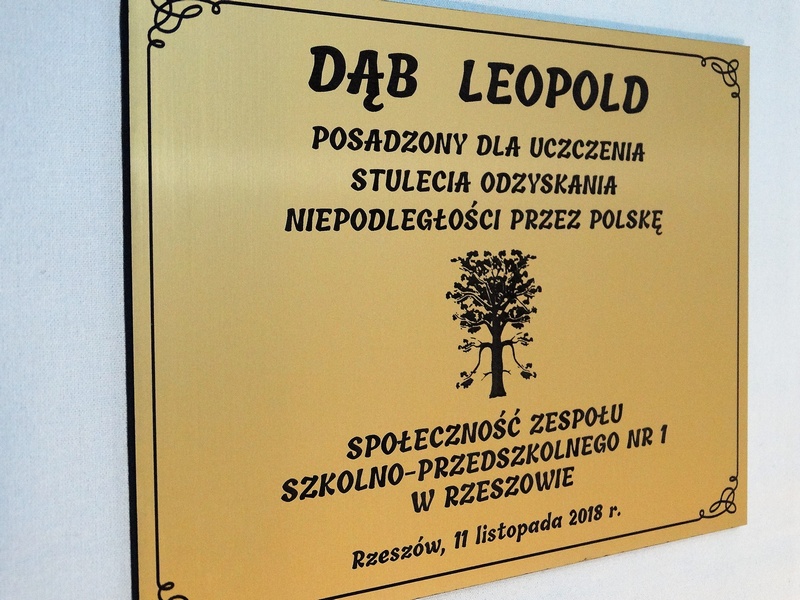 DĄB LEOPOLD
POSADZONY DLA UCZCZENIA
STULECIA ODZYSKANIA
NIEPODLEGŁOŚCI PRZEZ POLSKĘ
SPOŁECZNOŚĆ ZESPOŁU
SZKOLNO-PRZEDSZKOLNEGO NR 1
W RZESZOWIE
Rzeszów, 11 listopada 2018 r.